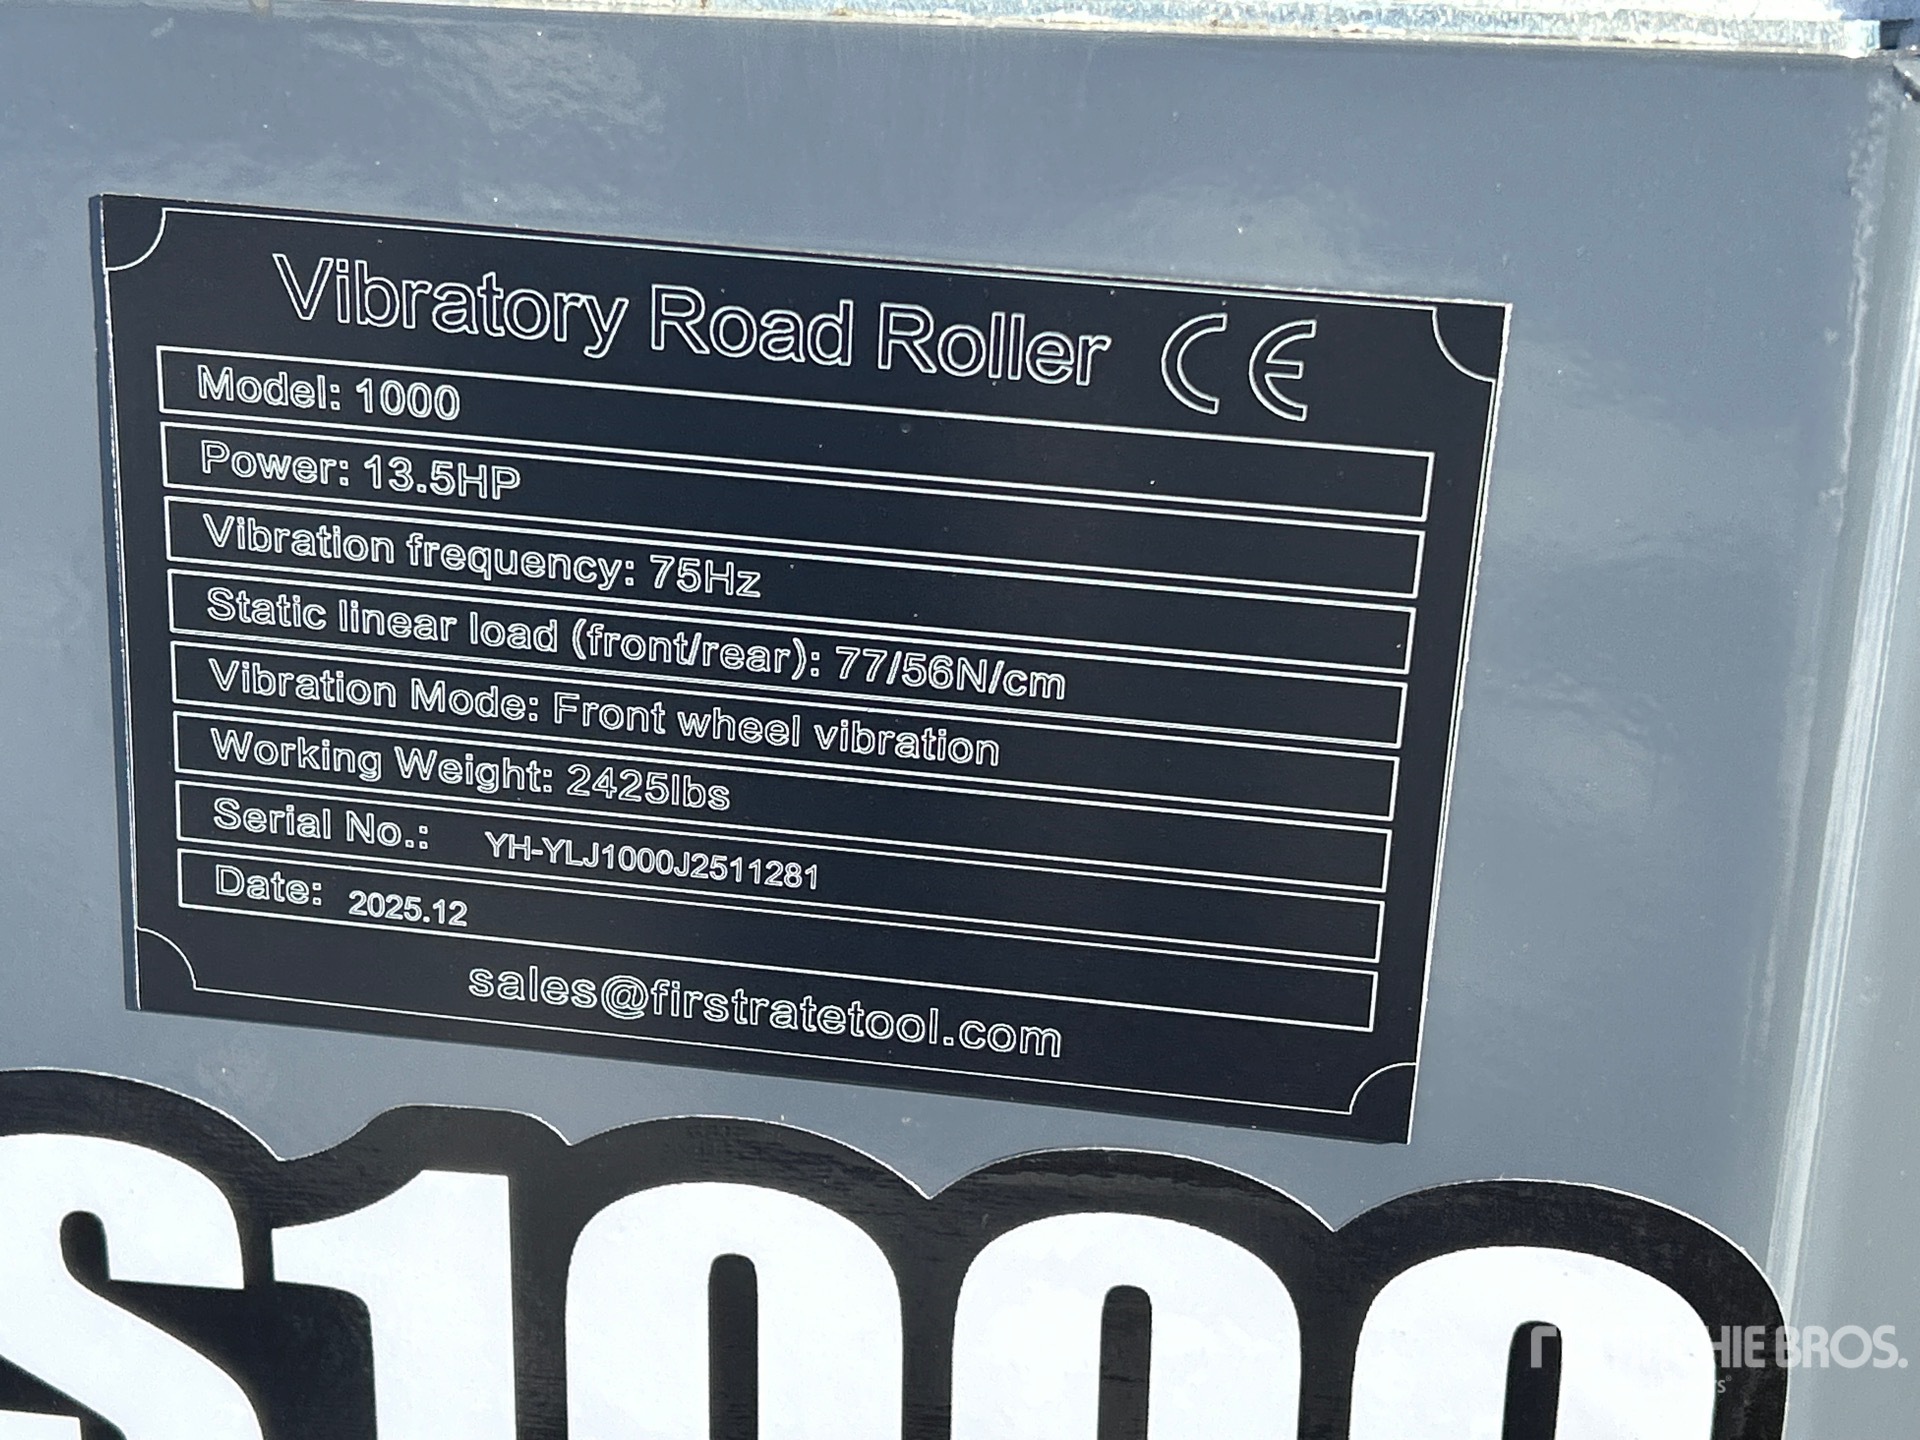 Vibratory Road Roller CE
Model: 1000
Power: 13.5HP
Vibration frequency: 75Hz
Static linear load (front/rear): 77/56N/cm
Vibration Mode: Front wheel vibration
Working Weight: 2425lbs
Serial No.: YH-YLJ1000J2511281
Date: 2025.12
sales@firstratetool.com
S1000
BROS.